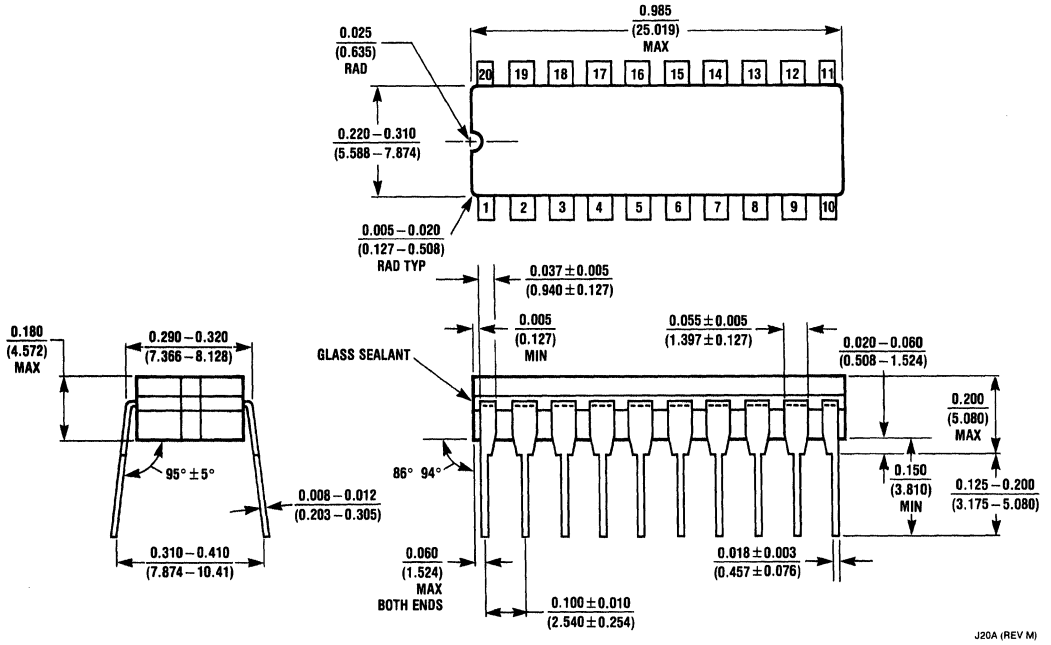 0.985
(25.019)
MAX
0.025
(0.635)
RAD
20 19 18 17 16 15 14 13 12 11
0.220 – 0.310
(5.588 – 7.874)
1 2 3 4 5 6 7 8 9 10
0.005 – 0.020
(0.127 – 0.508)
RAD TYP
0.037 ± 0.005
(0.940 ± 0.127)
0.180
(4.572)
MAX
0.290 – 0.320
(7.366 – 8.128)
GLASS SEALANT
0.005
(0.127)
MIN
0.055 ± 0.005
(1.397 ± 0.127)
0.020 – 0.060
(0.508 – 1.524)
0.200
(5.080)
MAX
95° ± 5°
86° 94°
0.150
(3.810)
MIN
0.125 – 0.200
(3.175 – 5.080)
0.008 – 0.012
(0.203 – 0.305)
0.310 – 0.410
(7.874 – 10.41)
0.060
(1.524)
MAX
BOTH ENDS
0.018 ± 0.003
(0.457 ± 0.076)
0.100 ± 0.010
(2.540 ± 0.254)
J20A (REV M)